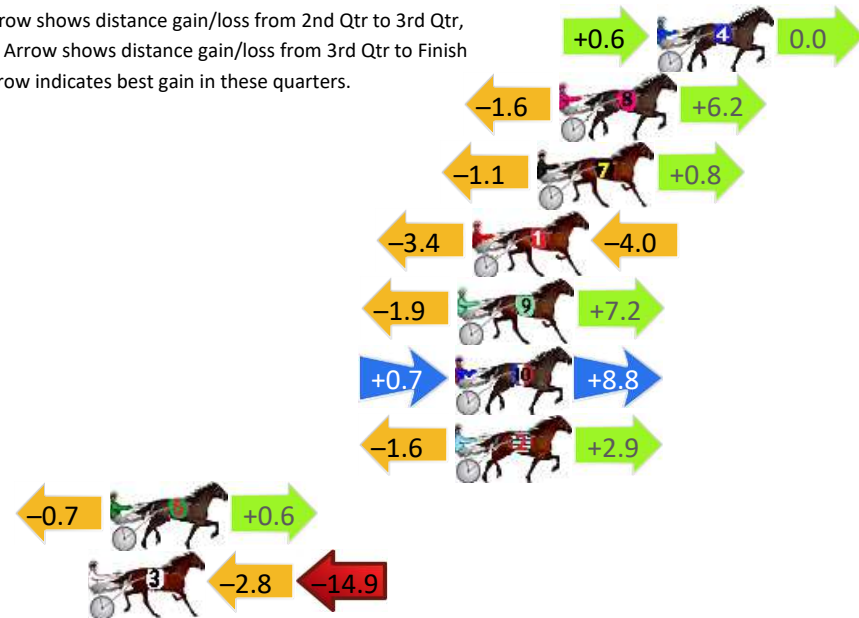 row shows distance gain/loss from 2nd Qtr to 3rd Qtr,
Arrow shows distance gain/loss from 3rd Qtr to Finish
row indicates best gain in these quarters.
+0.6 4 0.0
–1.6 8 +6.2
–1.1 7 +0.8
–3.4 1 –4.0
–1.9 9 +7.2
+0.7 10 +8.8
–1.6 2 +2.9
–0.7 5 +0.6
3 –2.8 –14.9